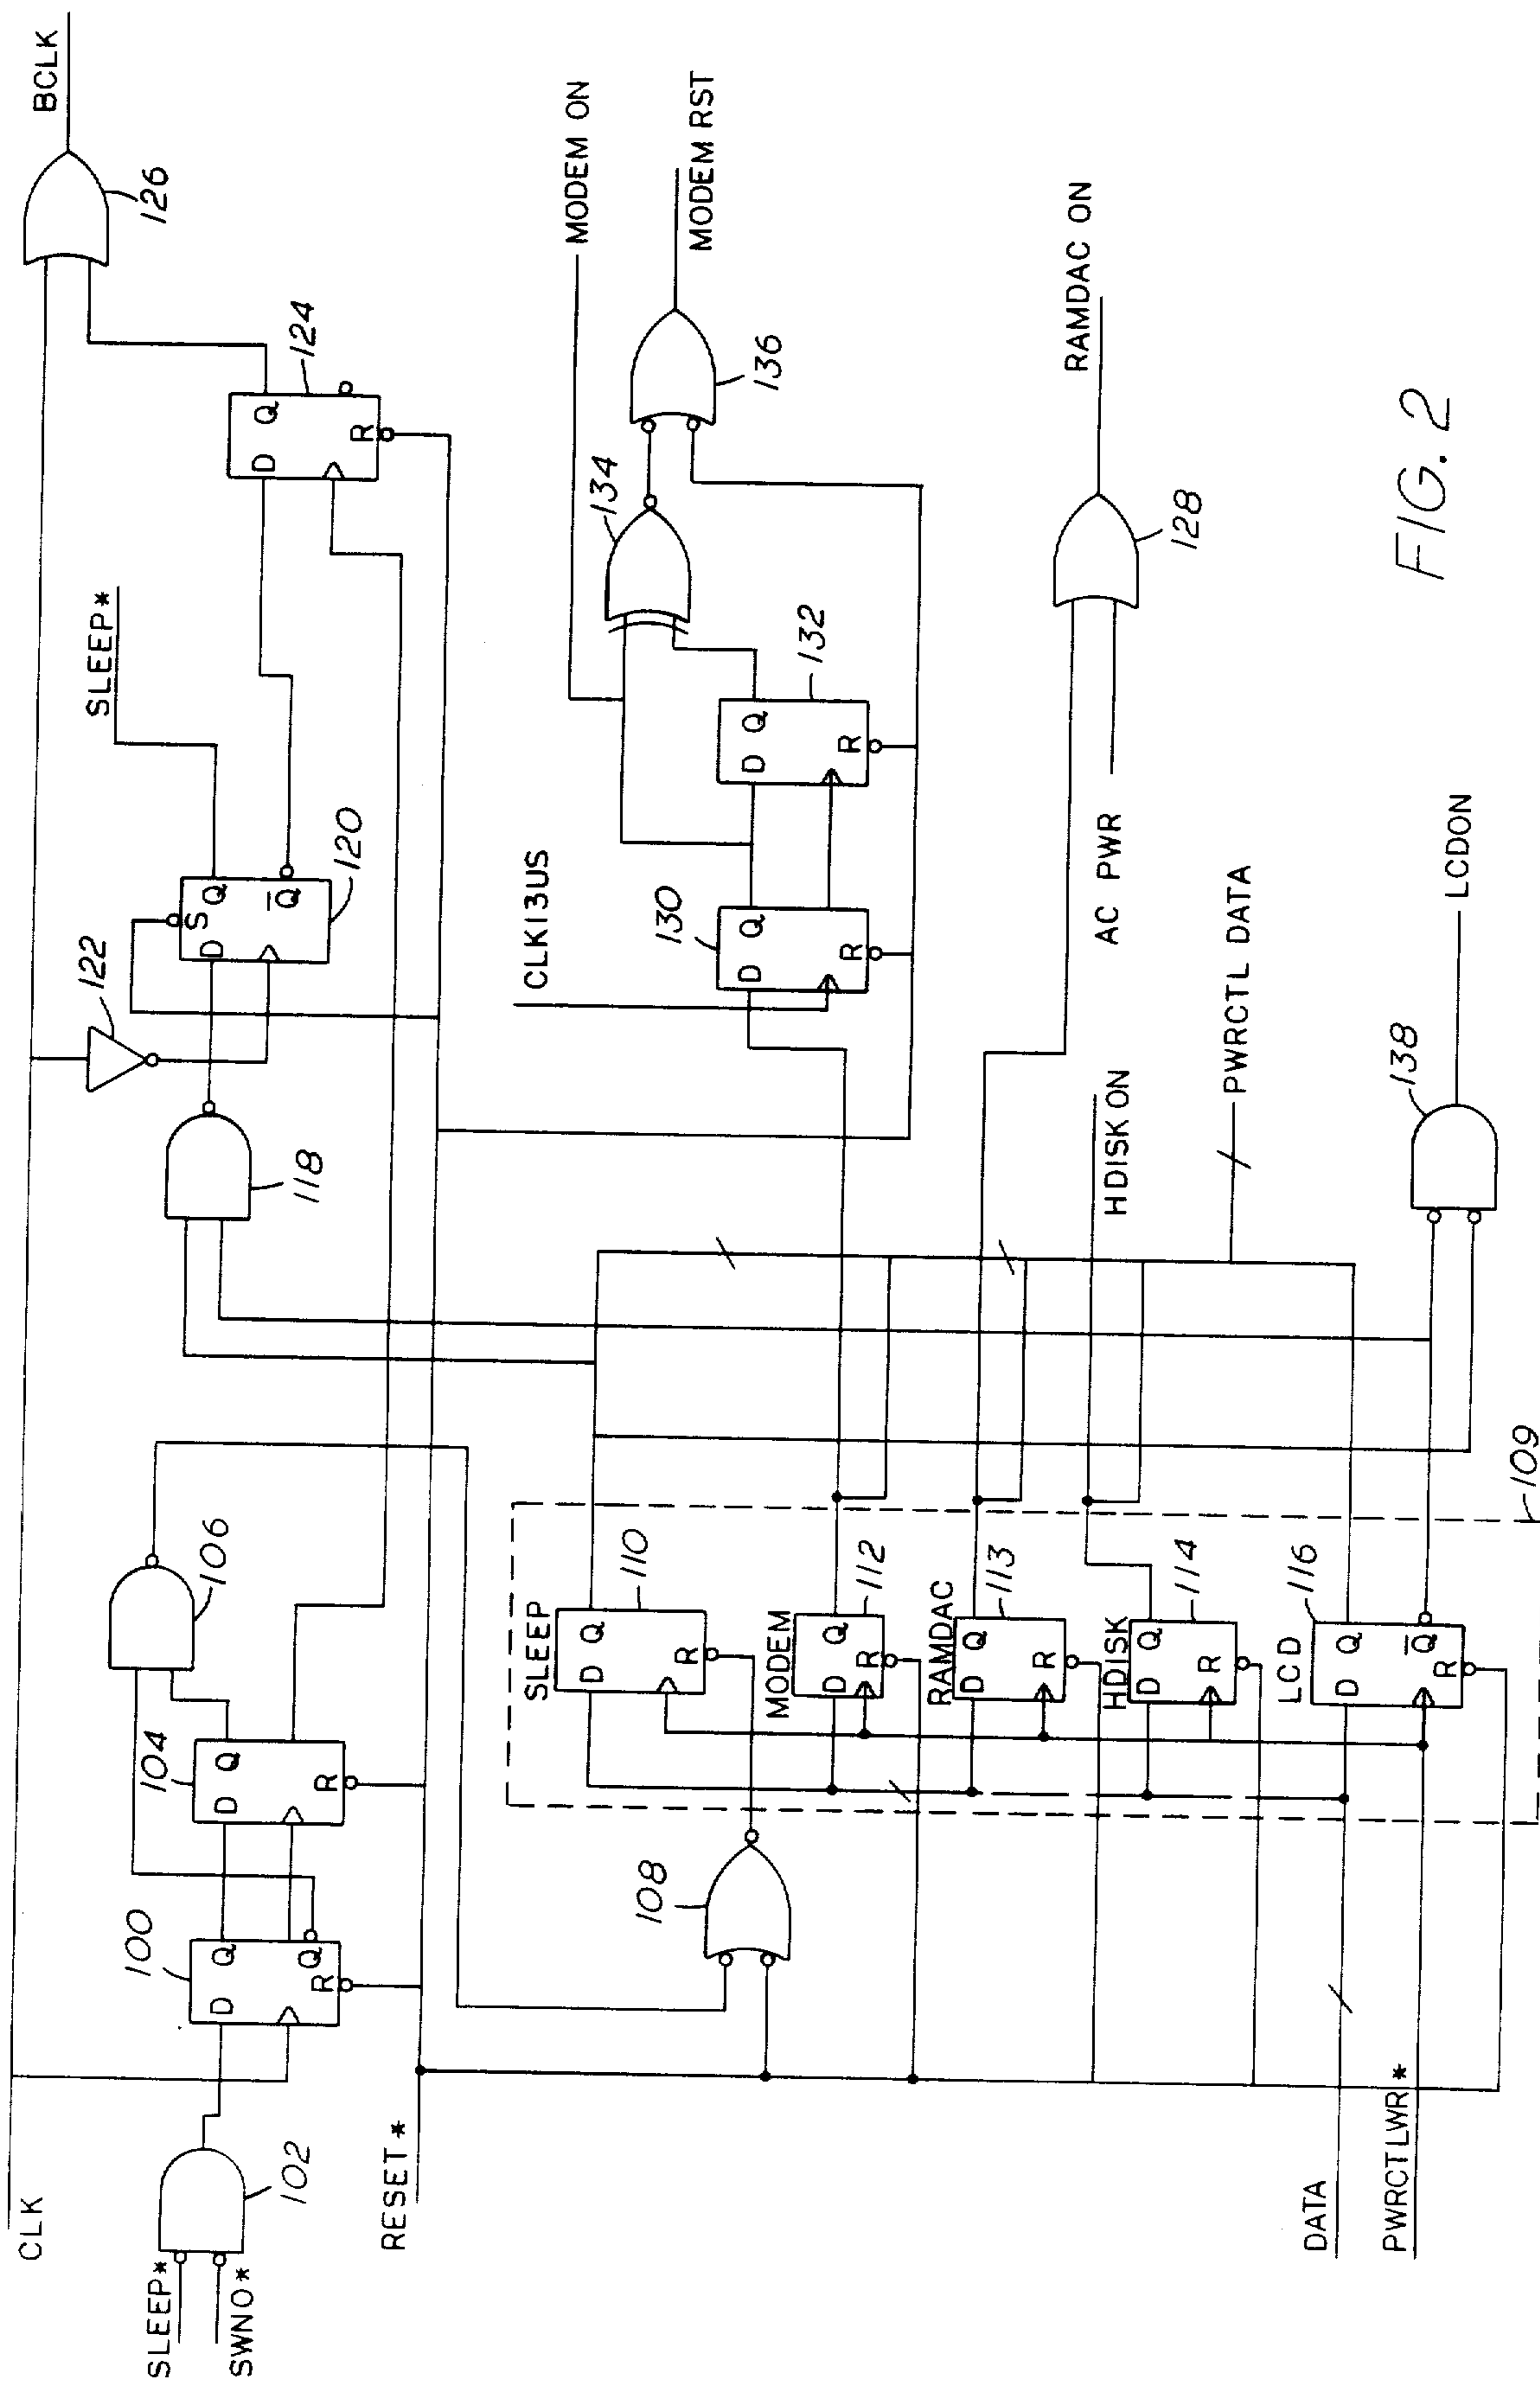 CLK
SLEEP*
SWNO*
102
100
D Q
Q
R
104
D Q
R
106
118
122
120
S
D Q
Q
SLEEP*
124
D Q
R
126
BCLK
RESET*
108
109
SLEEP
110
D Q
R
MODEM
112
D Q
R
RAMDAC
113
D Q
R
HDISK
114
D Q
R
LCD
116
D Q
Q
R
DATA
PWRCTLWR*
CLK13US
130
D Q
R
132
D Q
R
134
136
MODEM ON
MODEM RST
128
RAMDAC ON
AC PWR
HDISK ON
PWRCTL DATA
138
LCDON
FIG. 2